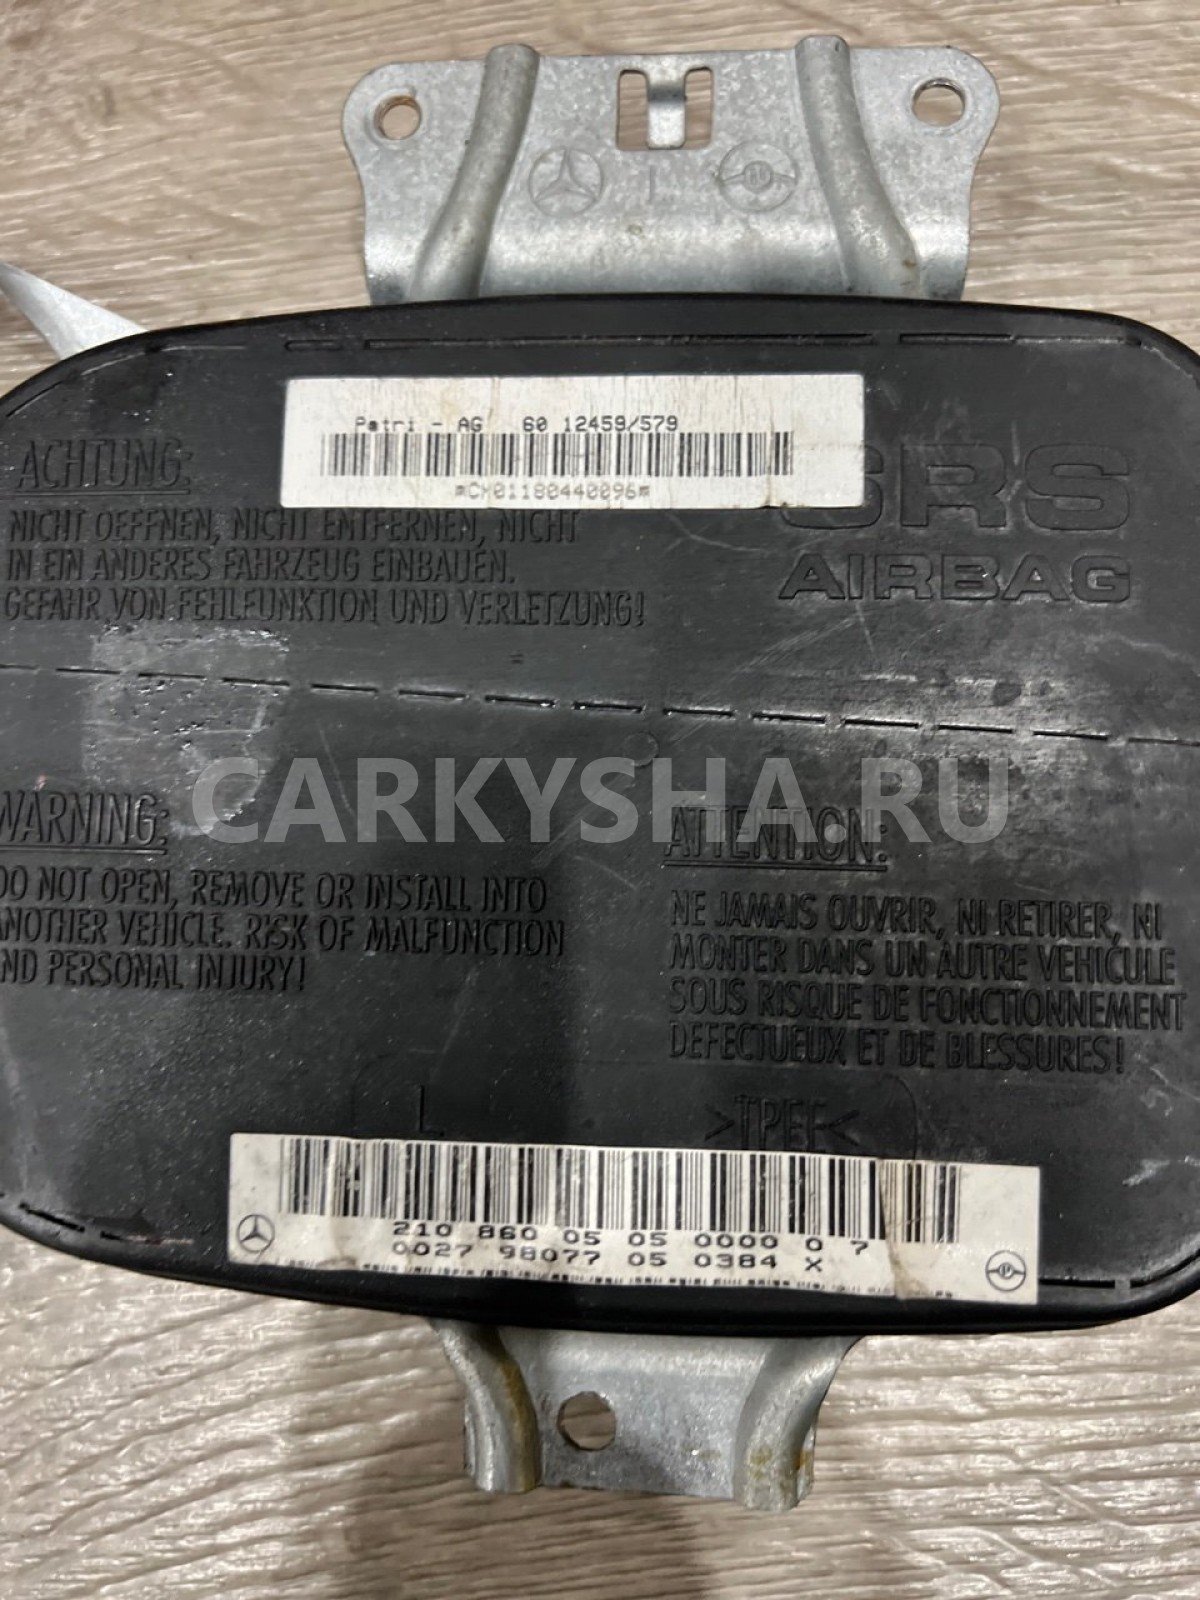 Petri - AG 60 12459/579
*CM01180440096*
ACHTUNG:
NICHT OEFFNEN, NICHT ENTFERNEN, NICHT
IN EIN ANDERES FAHRZEUG EINBAUEN.
GEFAHR VON FEHLFUNKTION UND VERLETZUNG!
SRS
AIRBAG
CARKYSHA.RU
WARNING:
DO NOT OPEN, REMOVE OR INSTALL INTO
ANOTHER VEHICLE. RISK OF MALFUNCTION
AND PERSONAL INJURY!
ATTENTION:
NE JAMAIS OUVRIR, NI RETIRER, NI
MONTER DANS UN AUTRE VEHICULE
SOUS RISQUE DE FONCTIONNEMENT
DEFECTUEUX ET DE BLESSURES!
L
>TPEE<
210 860 05 05 0000 0 7
0027 98077 05 0384 X